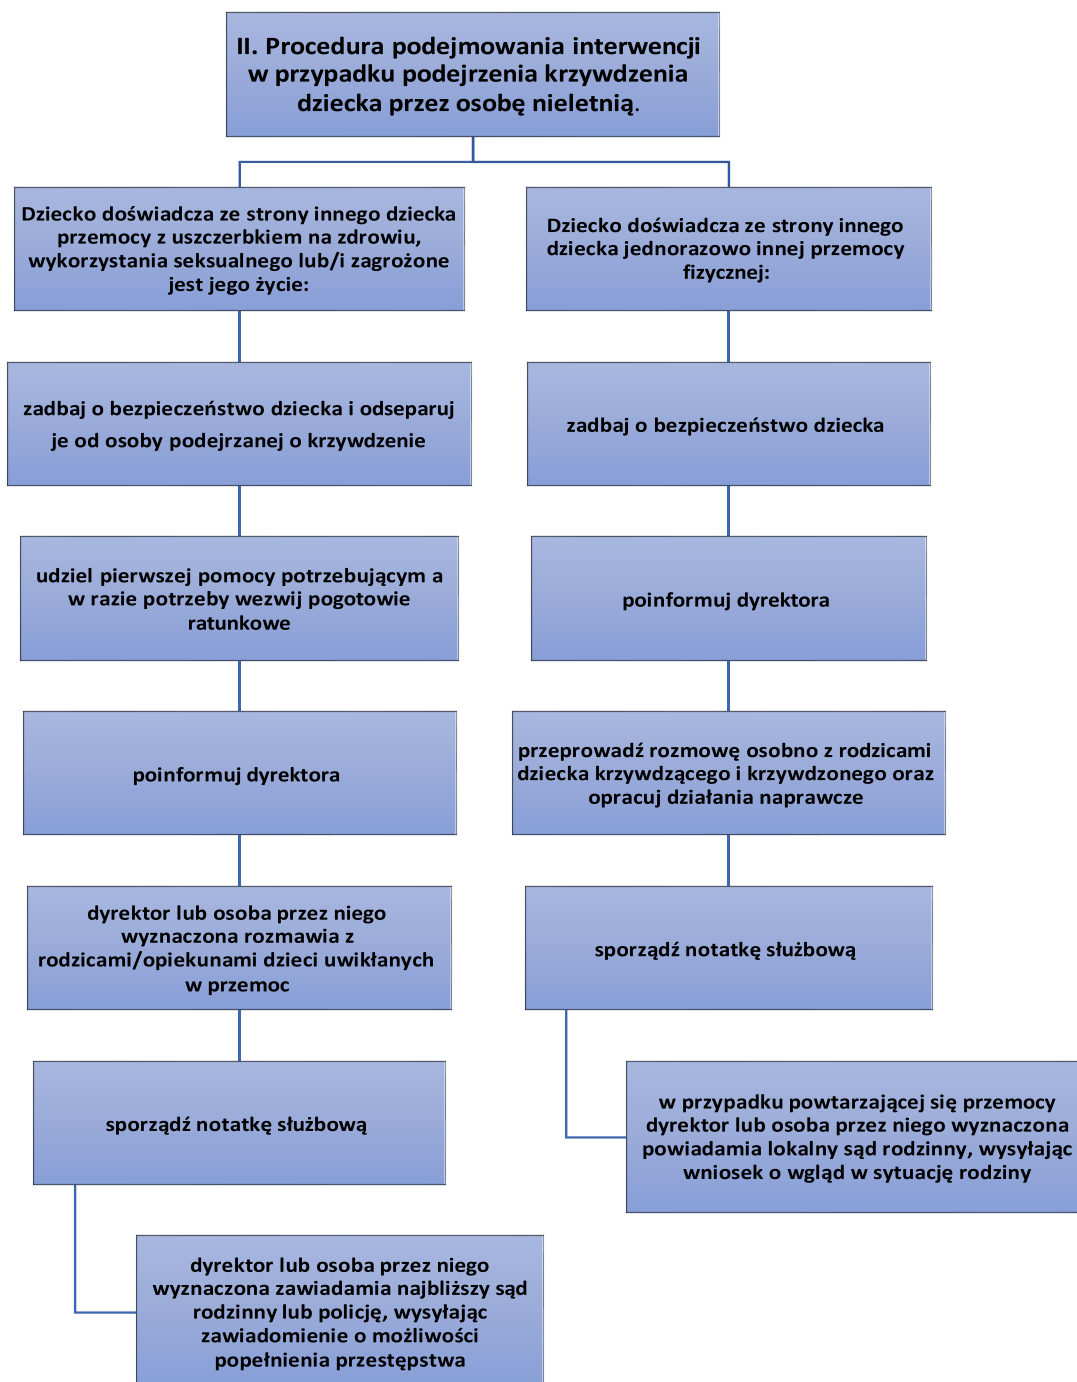 II. Procedura podejmowania interwencji
w przypadku podejrzenia krzywdzenia
dziecka przez osobę nieletnią.
Dziecko doświadcza ze strony innego dziecka
przemocy z uszczerbkiem na zdrowiu,
wykorzystania seksualnego lub/i zagrożone
jest jego życie:
zadbaj o bezpieczeństwo dziecka i odseparuj
je od osoby podejrzanej o krzywdzenie
udziel pierwszej pomocy potrzebującym a
w razie potrzeby wezwij pogotowie
ratunkowe
poinformuj dyrektora
dyrektor lub osoba przez niego
wyznaczona rozmawia z
rodzicami/opiekunami dzieci uwikłanych
w przemoc
sporządź notatkę służbową
dyrektor lub osoba przez niego
wyznaczona zawiadamia najbliższy sąd
rodzinny lub policję, wysyłając
zawiadomienie o możliwości
popełnienia przestępstwa
Dziecko doświadcza ze strony innego
dziecka jednorazowo innej przemocy
fizycznej:
zadbaj o bezpieczeństwo dziecka
poinformuj dyrektora
przeprowadź rozmowę osobno z rodzicami
dziecka krzywdzącego i krzywdzonego oraz
opracuj działania naprawcze
sporządź notatkę służbową
w przypadku powtarzającej się przemocy
dyrektor lub osoba przez niego wyznaczona
powiadamia lokalny sąd rodzinny, wysyłając
wniosek o wgląd w sytuację rodziny